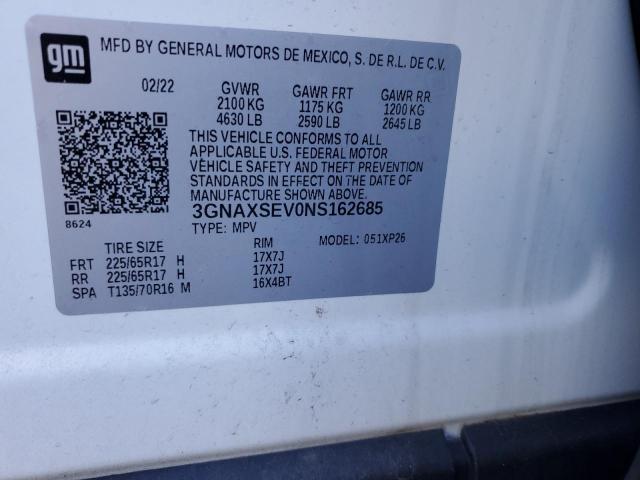 gm
MFD BY GENERAL MOTORS DE MEXICO, S. DE R.L. DE C.V.
02/22 GVWR GAWR FRT GAWR RR
2100 KG 1175 KG 1200 KG
4630 LB 2590 LB 2645 LB
THIS VEHICLE CONFORMS TO ALL
APPLICABLE U.S. FEDERAL MOTOR
VEHICLE SAFETY AND THEFT PREVENTION
STANDARDS IN EFFECT ON THE DATE OF
MANUFACTURE SHOWN ABOVE.
3GNAXSEV0NS162685
8624
TYPE: MPV MODEL: 051XP26
TIRE SIZE RIM
FRT 225/65R17 H 17X7J
RR 225/65R17 H 17X7J
SPA T135/70R16 M 16X4BT